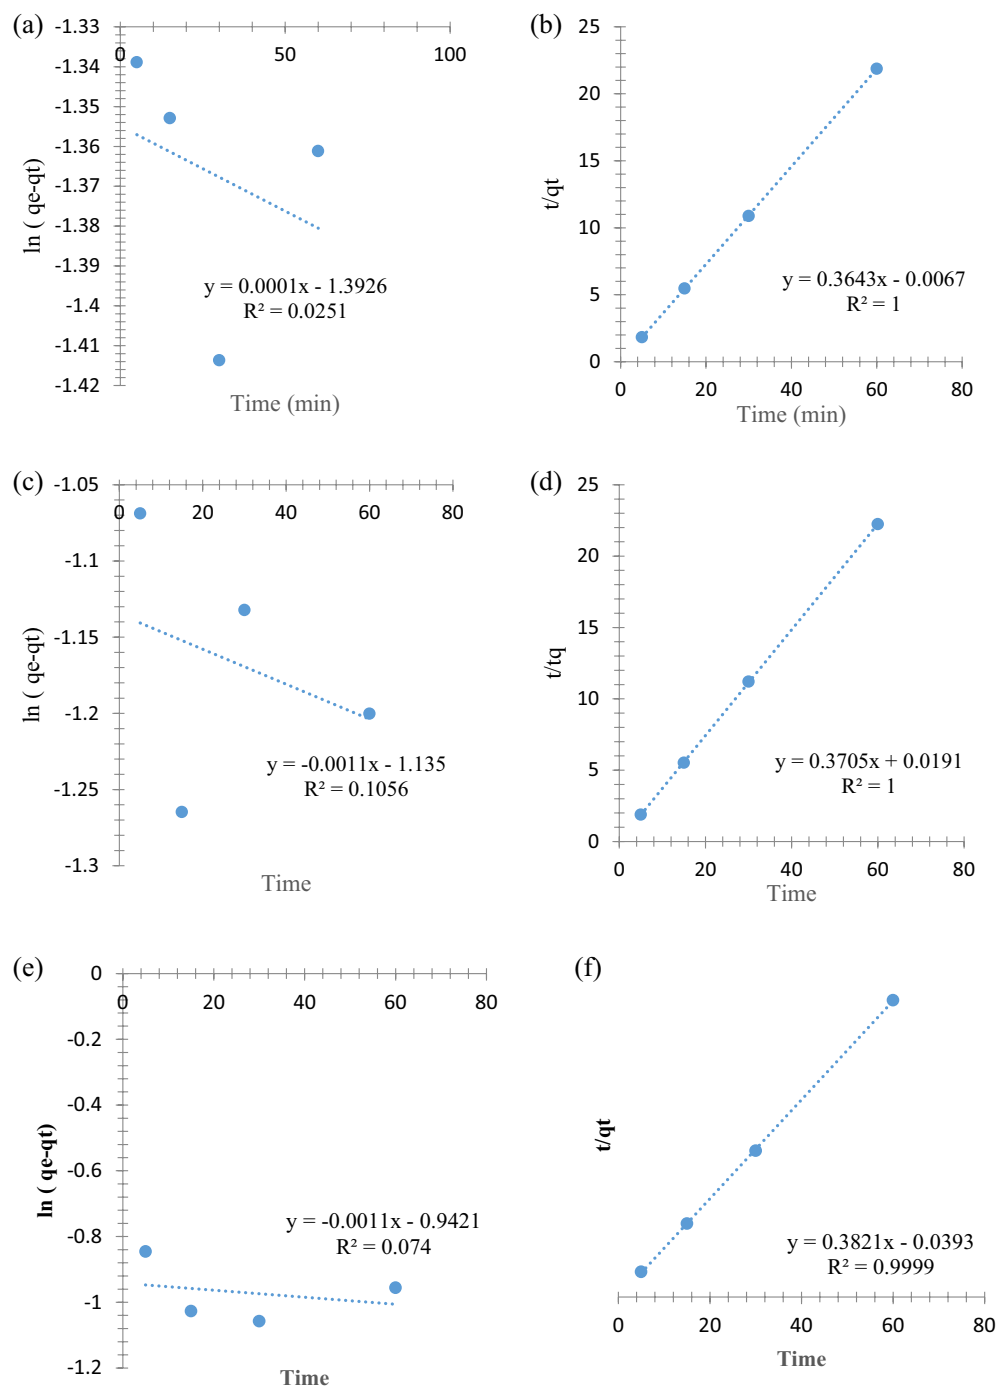 (a)
-1.33
-1.34
-1.35
-1.36
-1.37
-1.38
-1.39
-1.4
-1.41
-1.42
0 50 100
ln ( qe-qt)
y = 0.0001x - 1.3926
R² = 0.0251
Time (min)
(b)
25
20
15
10
5
0
t/qt
y = 0.3643x - 0.0067
R² = 1
0 20 40 60 80
Time (min)
(c)
-1.05
-1.1
-1.15
-1.2
-1.25
-1.3
0 20 40 60 80
ln ( qe-qt)
y = -0.0011x - 1.135
R² = 0.1056
Time
(d)
25
20
15
10
5
0
t/tq
y = 0.3705x + 0.0191
R² = 1
0 20 40 60 80
Time
(e)
0
-0.2
-0.4
-0.6
-0.8
-1
-1.2
0 20 40 60 80
ln ( qe-qt)
y = -0.0011x - 0.9421
R² = 0.074
Time
(f)
t/qt
y = 0.3821x - 0.0393
R² = 0.9999
0 20 40 60 80
Time